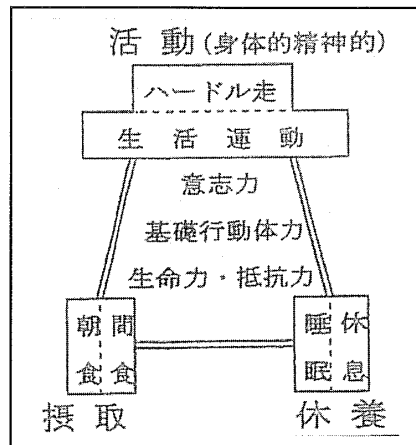 活動(身体的精神的)
ハードル走
生活運動
意志力
基礎行動体力
生命力・抵抗力
朝食 間食
睡眠 休息
摂取
休養